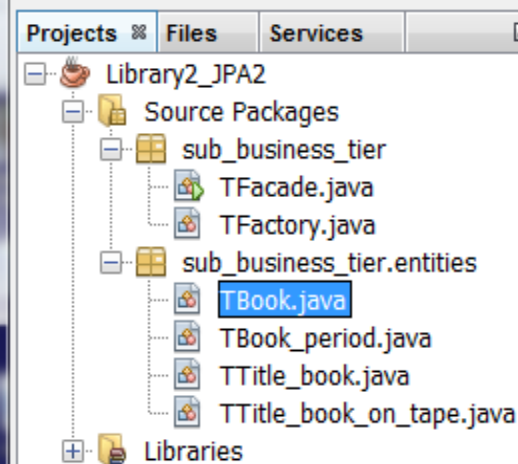 Projects Files Services
Library2_JPA2
Source Packages
sub_business_tier
TFacade.java
TFactory.java
sub_business_tier.entities
TBook.java
TBook_period.java
TTitle_book.java
TTitle_book_on_tape.java
Libraries